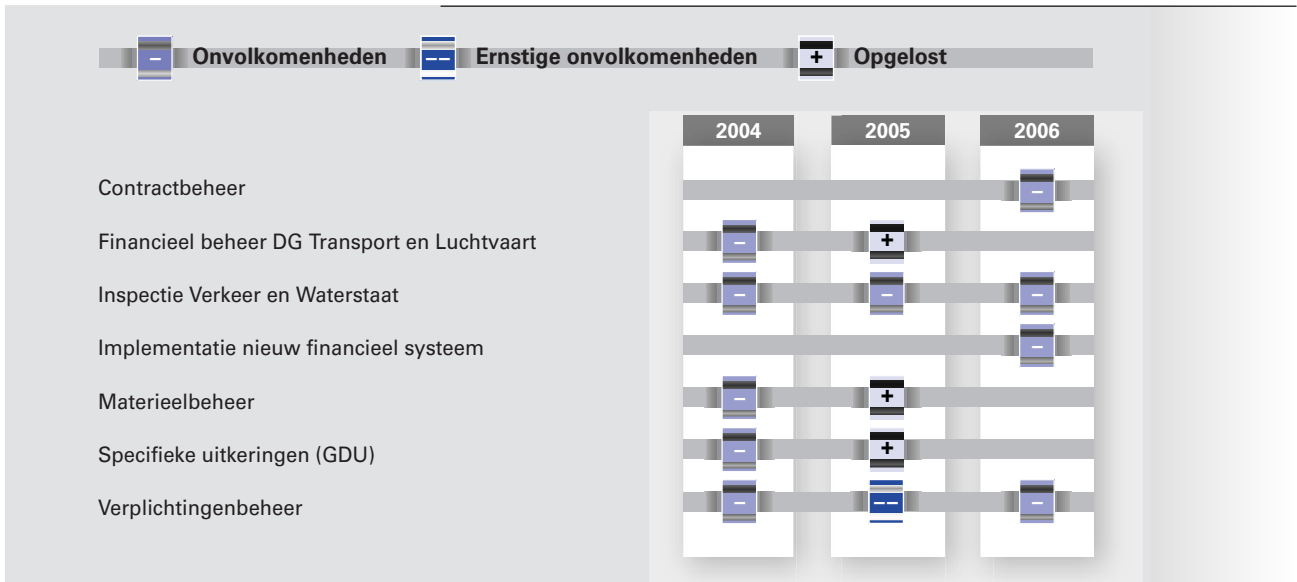 – Onvolkomenheden –– Ernstige onvolkomenheden + Opgelost
2004 2005 2006
Contractbeheer –
Financieel beheer DG Transport en Luchtvaart – +
Inspectie Verkeer en Waterstaat – – –
Implementatie nieuw financieel systeem –
Materieelbeheer – +
Specifieke uitkeringen (GDU) – +
Verplichtingenbeheer – –– –